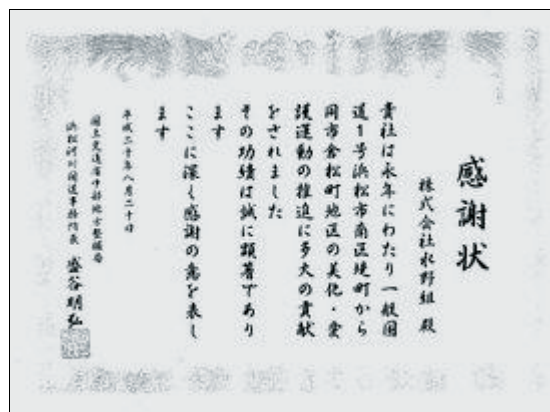 感謝状
株式会社水野組 殿
貴社は永年にわたり一般国
道1号浜松市南区堤町から
同市倉松町地区の美化・愛
護運動の推進に多大の貢献
をされました
その功績は誠に顕著であり
ます
ここに深く感謝の意を表し
ます
平成二十年八月二十日
国土交通省中部地方整備局
浜松河川国道事務所長 盛谷明弘